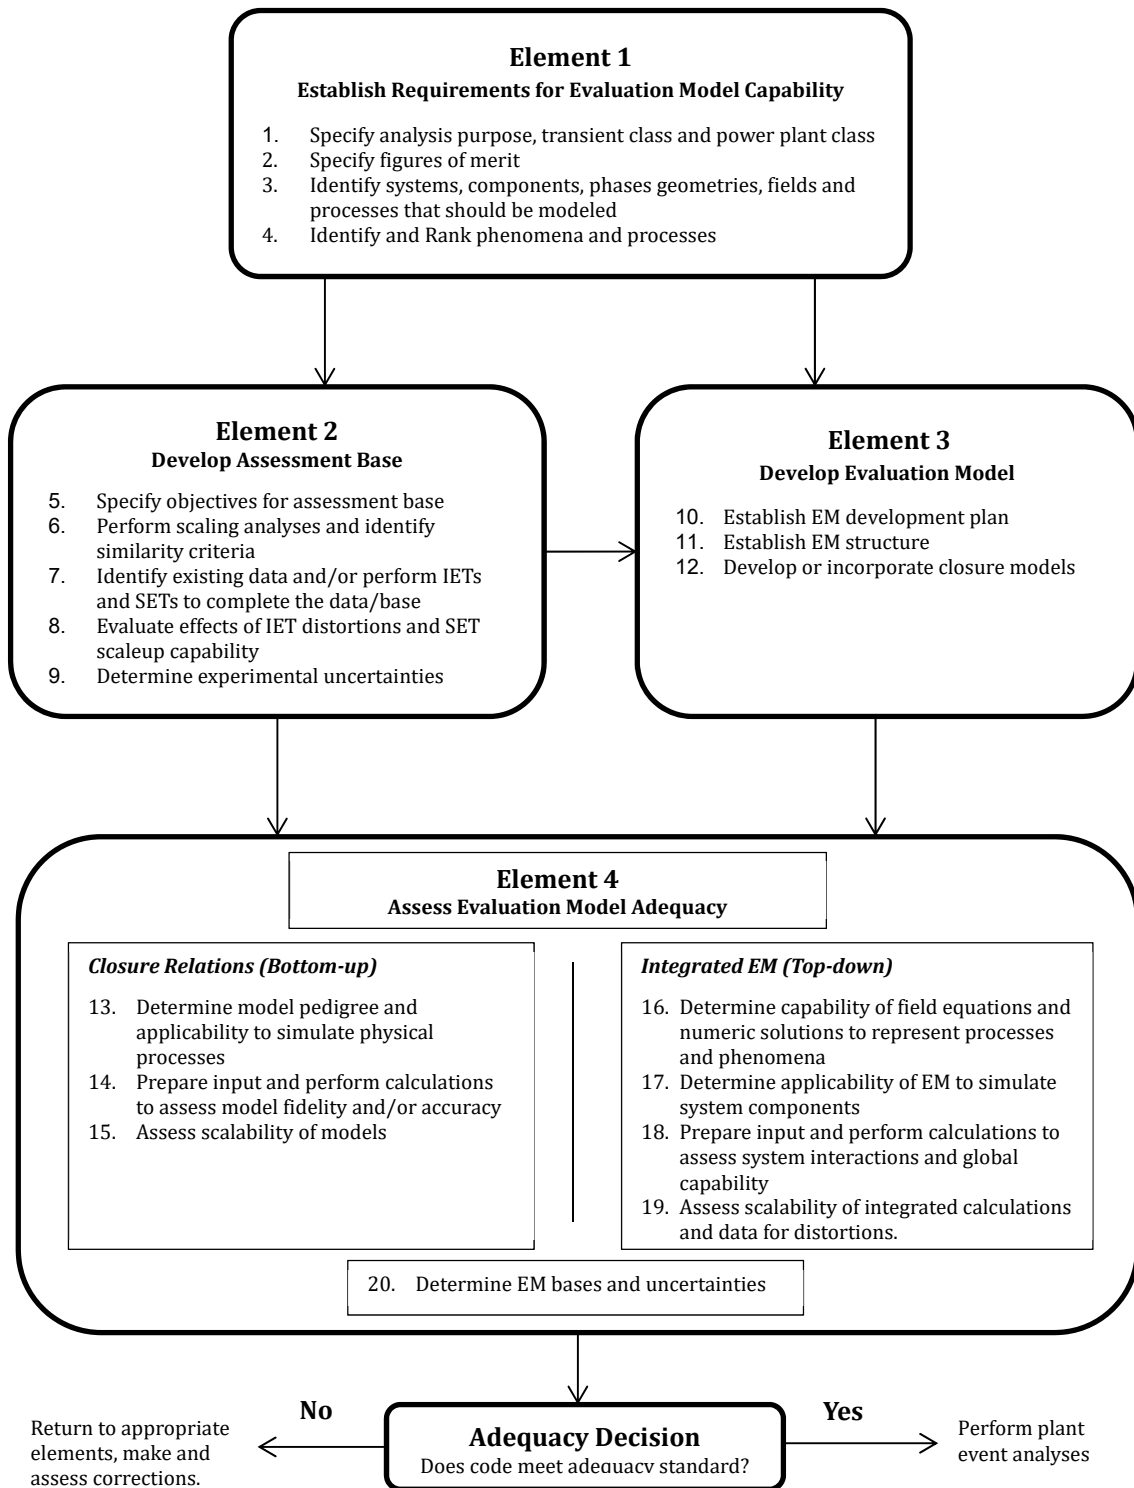 Element 1
Establish Requirements for Evaluation Model Capability
1. Specify analysis purpose, transient class and power plant class
2. Specify figures of merit
3. Identify systems, components, phases geometries, fields and
processes that should be modeled
4. Identify and Rank phenomena and processes
Element 2
Develop Assessment Base
5. Specify objectives for assessment base
6. Perform scaling analyses and identify
similarity criteria
7. Identify existing data and/or perform IETs
and SETs to complete the data/base
8. Evaluate effects of IET distortions and SET
scaleup capability
9. Determine experimental uncertainties
Element 3
Develop Evaluation Model
10. Establish EM development plan
11. Establish EM structure
12. Develop or incorporate closure models
Element 4
Assess Evaluation Model Adequacy
Closure Relations (Bottom-up)
13. Determine model pedigree and
applicability to simulate physical
processes
14. Prepare input and perform calculations
to assess model fidelity and/or accuracy
15. Assess scalability of models
Integrated EM (Top-down)
16. Determine capability of field equations and
numeric solutions to represent processes
and phenomena
17. Determine applicability of EM to simulate
system components
18. Prepare input and perform calculations to
assess system interactions and global
capability
19. Assess scalability of integrated calculations
and data for distortions.
20. Determine EM bases and uncertainties
No
Return to appropriate
elements, make and
assess corrections.
Adequacy Decision
Does code meet adequacy standard?
Yes
Perform plant
event analyses